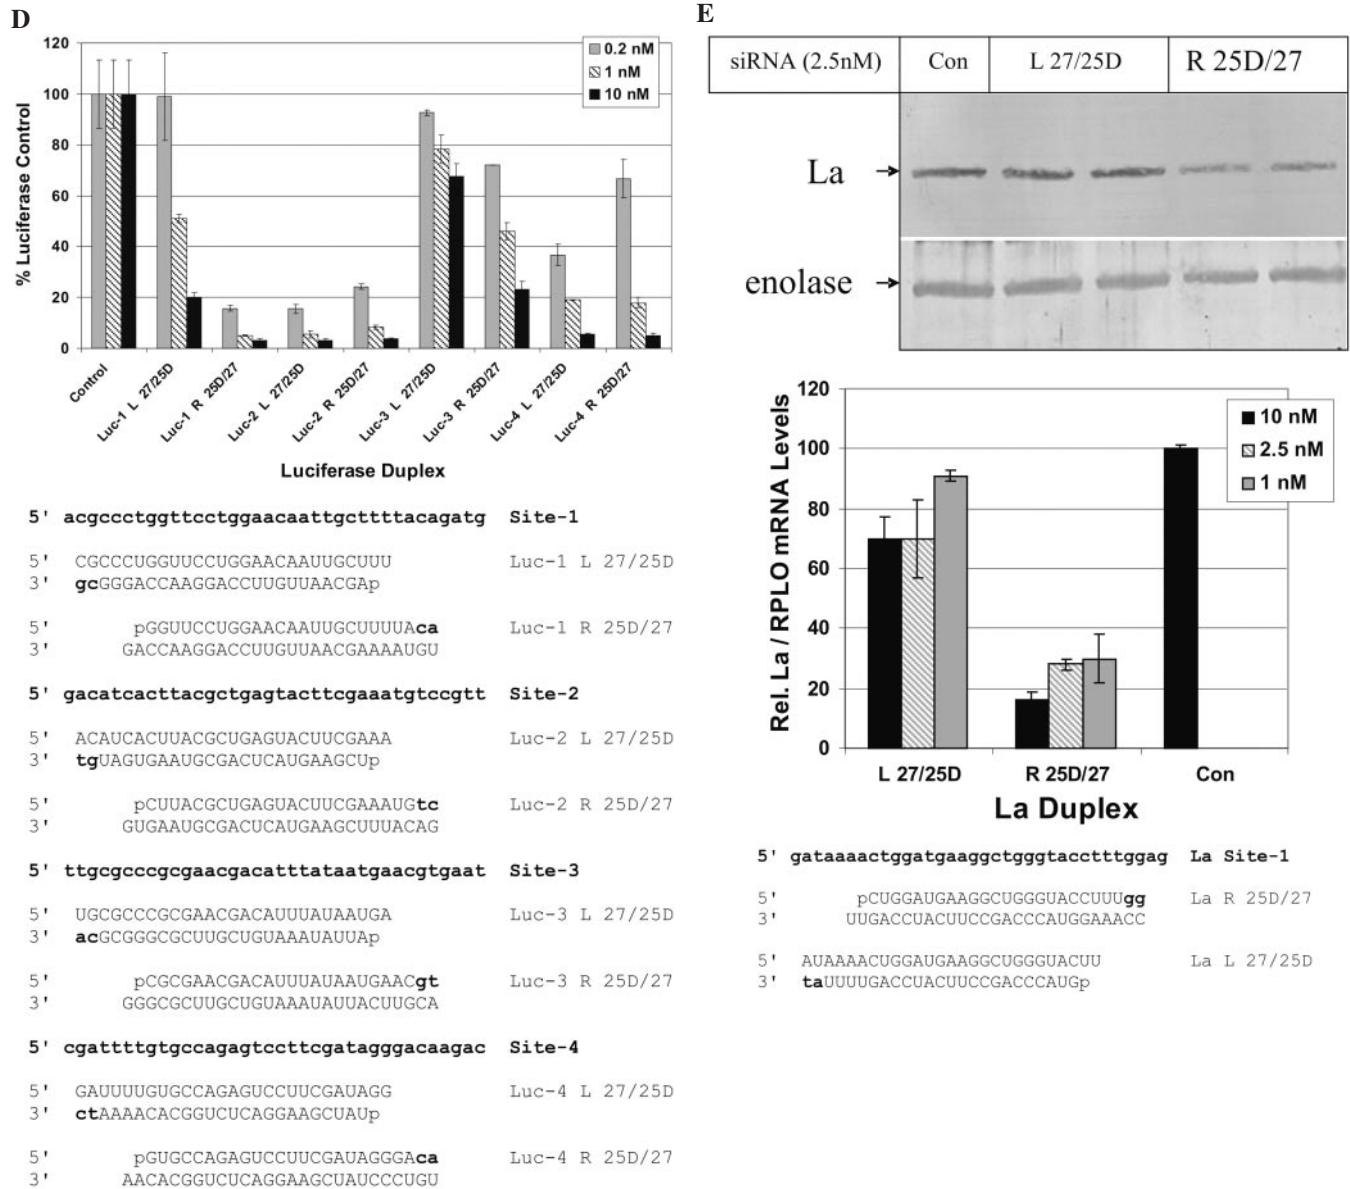 D
120
100
80
60
40
20
0
% Luciferase Control
0.2 nM
1 nM
10 nM
Control
Luc-1 L 27/25D
Luc-1 R 25D/27
Luc-2 L 27/25D
Luc-2 R 25D/27
Luc-3 L 27/25D
Luc-3 R 25D/27
Luc-4 L 27/25D
Luc-4 R 25D/27
Luciferase Duplex
5' acgccctggttcctggaacaattgcttttacagatg Site-1
5' CGCCCUGGUUCCUGGAACAAUUGCUUU Luc-1 L 27/25D
3' gcGGGACCAAGGACCUUGUUAACGAp
5' pGGUUCCUGGAACAAUUGCUUUUAca Luc-1 R 25D/27
3' GACCAAGGACCUUGUUAACGAAAAUGU
5' gacatcacttacgctgagtacttcgaaatgtccgtt Site-2
5' ACAUCACUUACGCUGAGUACUUCGAAA Luc-2 L 27/25D
3' tgUAGUGAAUGCGACUCAUGAAGCUp
5' pCUUACGCUGAGUACUUCGAAAUGtc Luc-2 R 25D/27
3' GUGAAUGCGACUCAUGAAGCUUUACAG
5' ttgcgcccgcgaacgacatttataatgaacgtgaat Site-3
5' UGCGCCCGCGAACGACAUUUAUAAUGA Luc-3 L 27/25D
3' acGCGGGCGCUUGCUGUAAAUAUUAp
5' pCGCGAACGACAUUUAUAAUGAACgt Luc-3 R 25D/27
3' GGGCGCUUGCUGUAAAUAUUACUUGCA
5' cgattttgtgccagagtccttcgatagggacaagac Site-4
5' GAUUUUGUGCCAGAGUCCUUCGAUAGG Luc-4 L 27/25D
3' ctAAAACACGGUCUCAGGAAGCUAUp
5' pGUGCCAGAGUCCUUCGAUAGGGAca Luc-4 R 25D/27
3' AACACGGUCUCAGGAAGCUAUCCCUGU
E
siRNA (2.5nM) Con L 27/25D R 25D/27
La
enolase
120
100
80
60
40
20
0
Rel. La / RPLO mRNA Levels
10 nM
2.5 nM
1 nM
L 27/25D R 25D/27 Con
La Duplex
5' gataaaactggatgaaggctgggtacctttggag La Site-1
5' pCUGGAUGAAGGCUGGGUACCUUUgg La R 25D/27
3' UUGACCUACUUCCGACCCAUGGAAACC
5' AUAAAACUGGAUGAAGGCUGGGUACUU La L 27/25D
3' taUUUUGACCUACUUCCGACCCAUGp